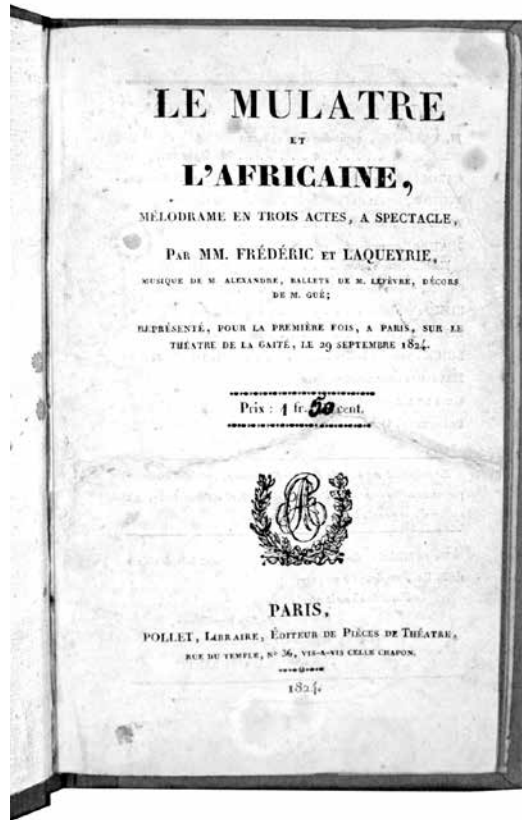 LE MULATRE
ET
L'AFRICAINE,
MÉLODRAME EN TROIS ACTES, A SPECTACLE,
PAR MM. FRÉDÉRIC ET LAQUEYRIE,
MUSIQUE DE M. ALEXANDRE, BALLETS DE M. LEFÈVRE, DÉCORS
DE M. GUÉ;
REPRÉSENTÉ, POUR LA PREMIÈRE FOIS, A PARIS, SUR LE
THÉATRE DE LA GAITÉ, LE 29 SEPTEMBRE 1824.
Prix : 1 fr. 50 cent.
PARIS,
POLLET, LIBRAIRE, ÉDITEUR DE PIÈCES DE THÉATRE,
RUE DU TEMPLE, N° 36, VIS-A-VIS CELLE CHAPON.
1824.